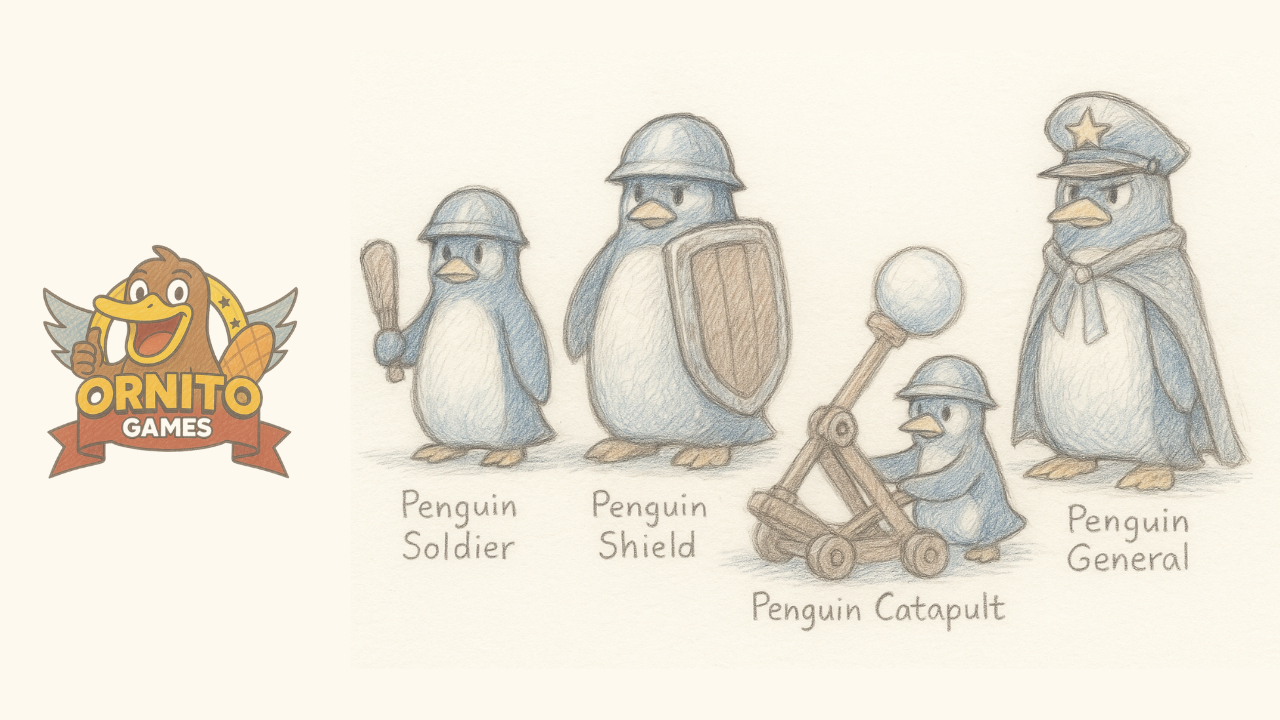 ORNITO
GAMES
Penguin
Soldier
Penguin
Shield
Penguin Catapult
Penguin
General